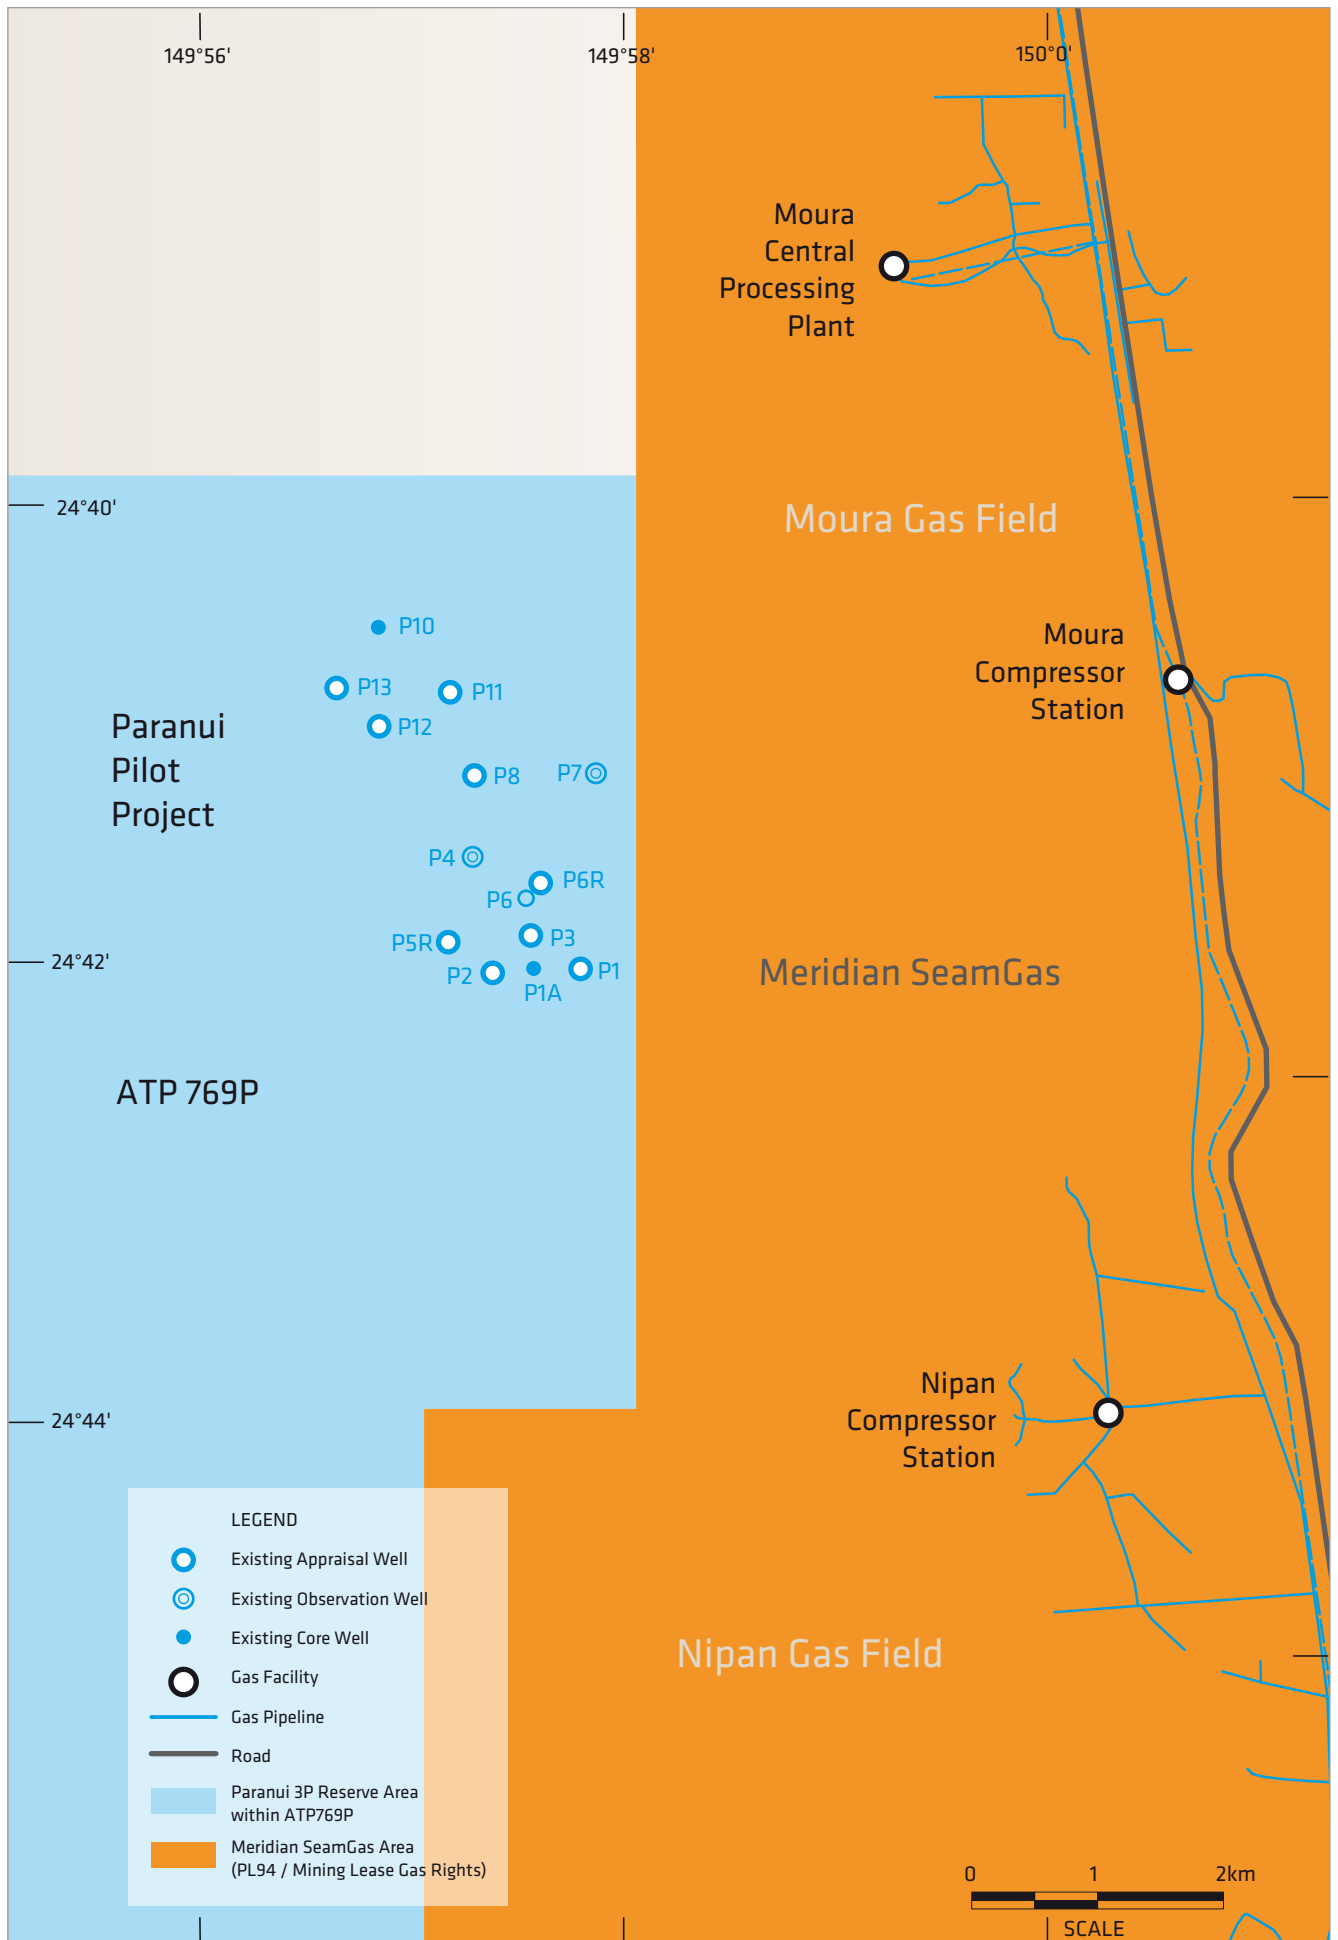 149°56'
149°58'
150°0'
Moura
Central
Processing
Plant
24°40'
Moura Gas Field
P10
Moura
Compressor
Station
P13
P11
P12
Paranui
Pilot
Project
P8
P7
P4
P6R
P6
P5R
P3
P2
P1
P1A
24°42'
Meridian SeamGas
ATP 769P
Nipan
Compressor
Station
24°44'
LEGEND
Existing Appraisal Well
Existing Observation Well
Existing Core Well
Gas Facility
Gas Pipeline
Road
Paranui 3P Reserve Area
within ATP769P
Meridian SeamGas Area
(PL94 / Mining Lease Gas Rights)
Nipan Gas Field
0 1 2km
SCALE